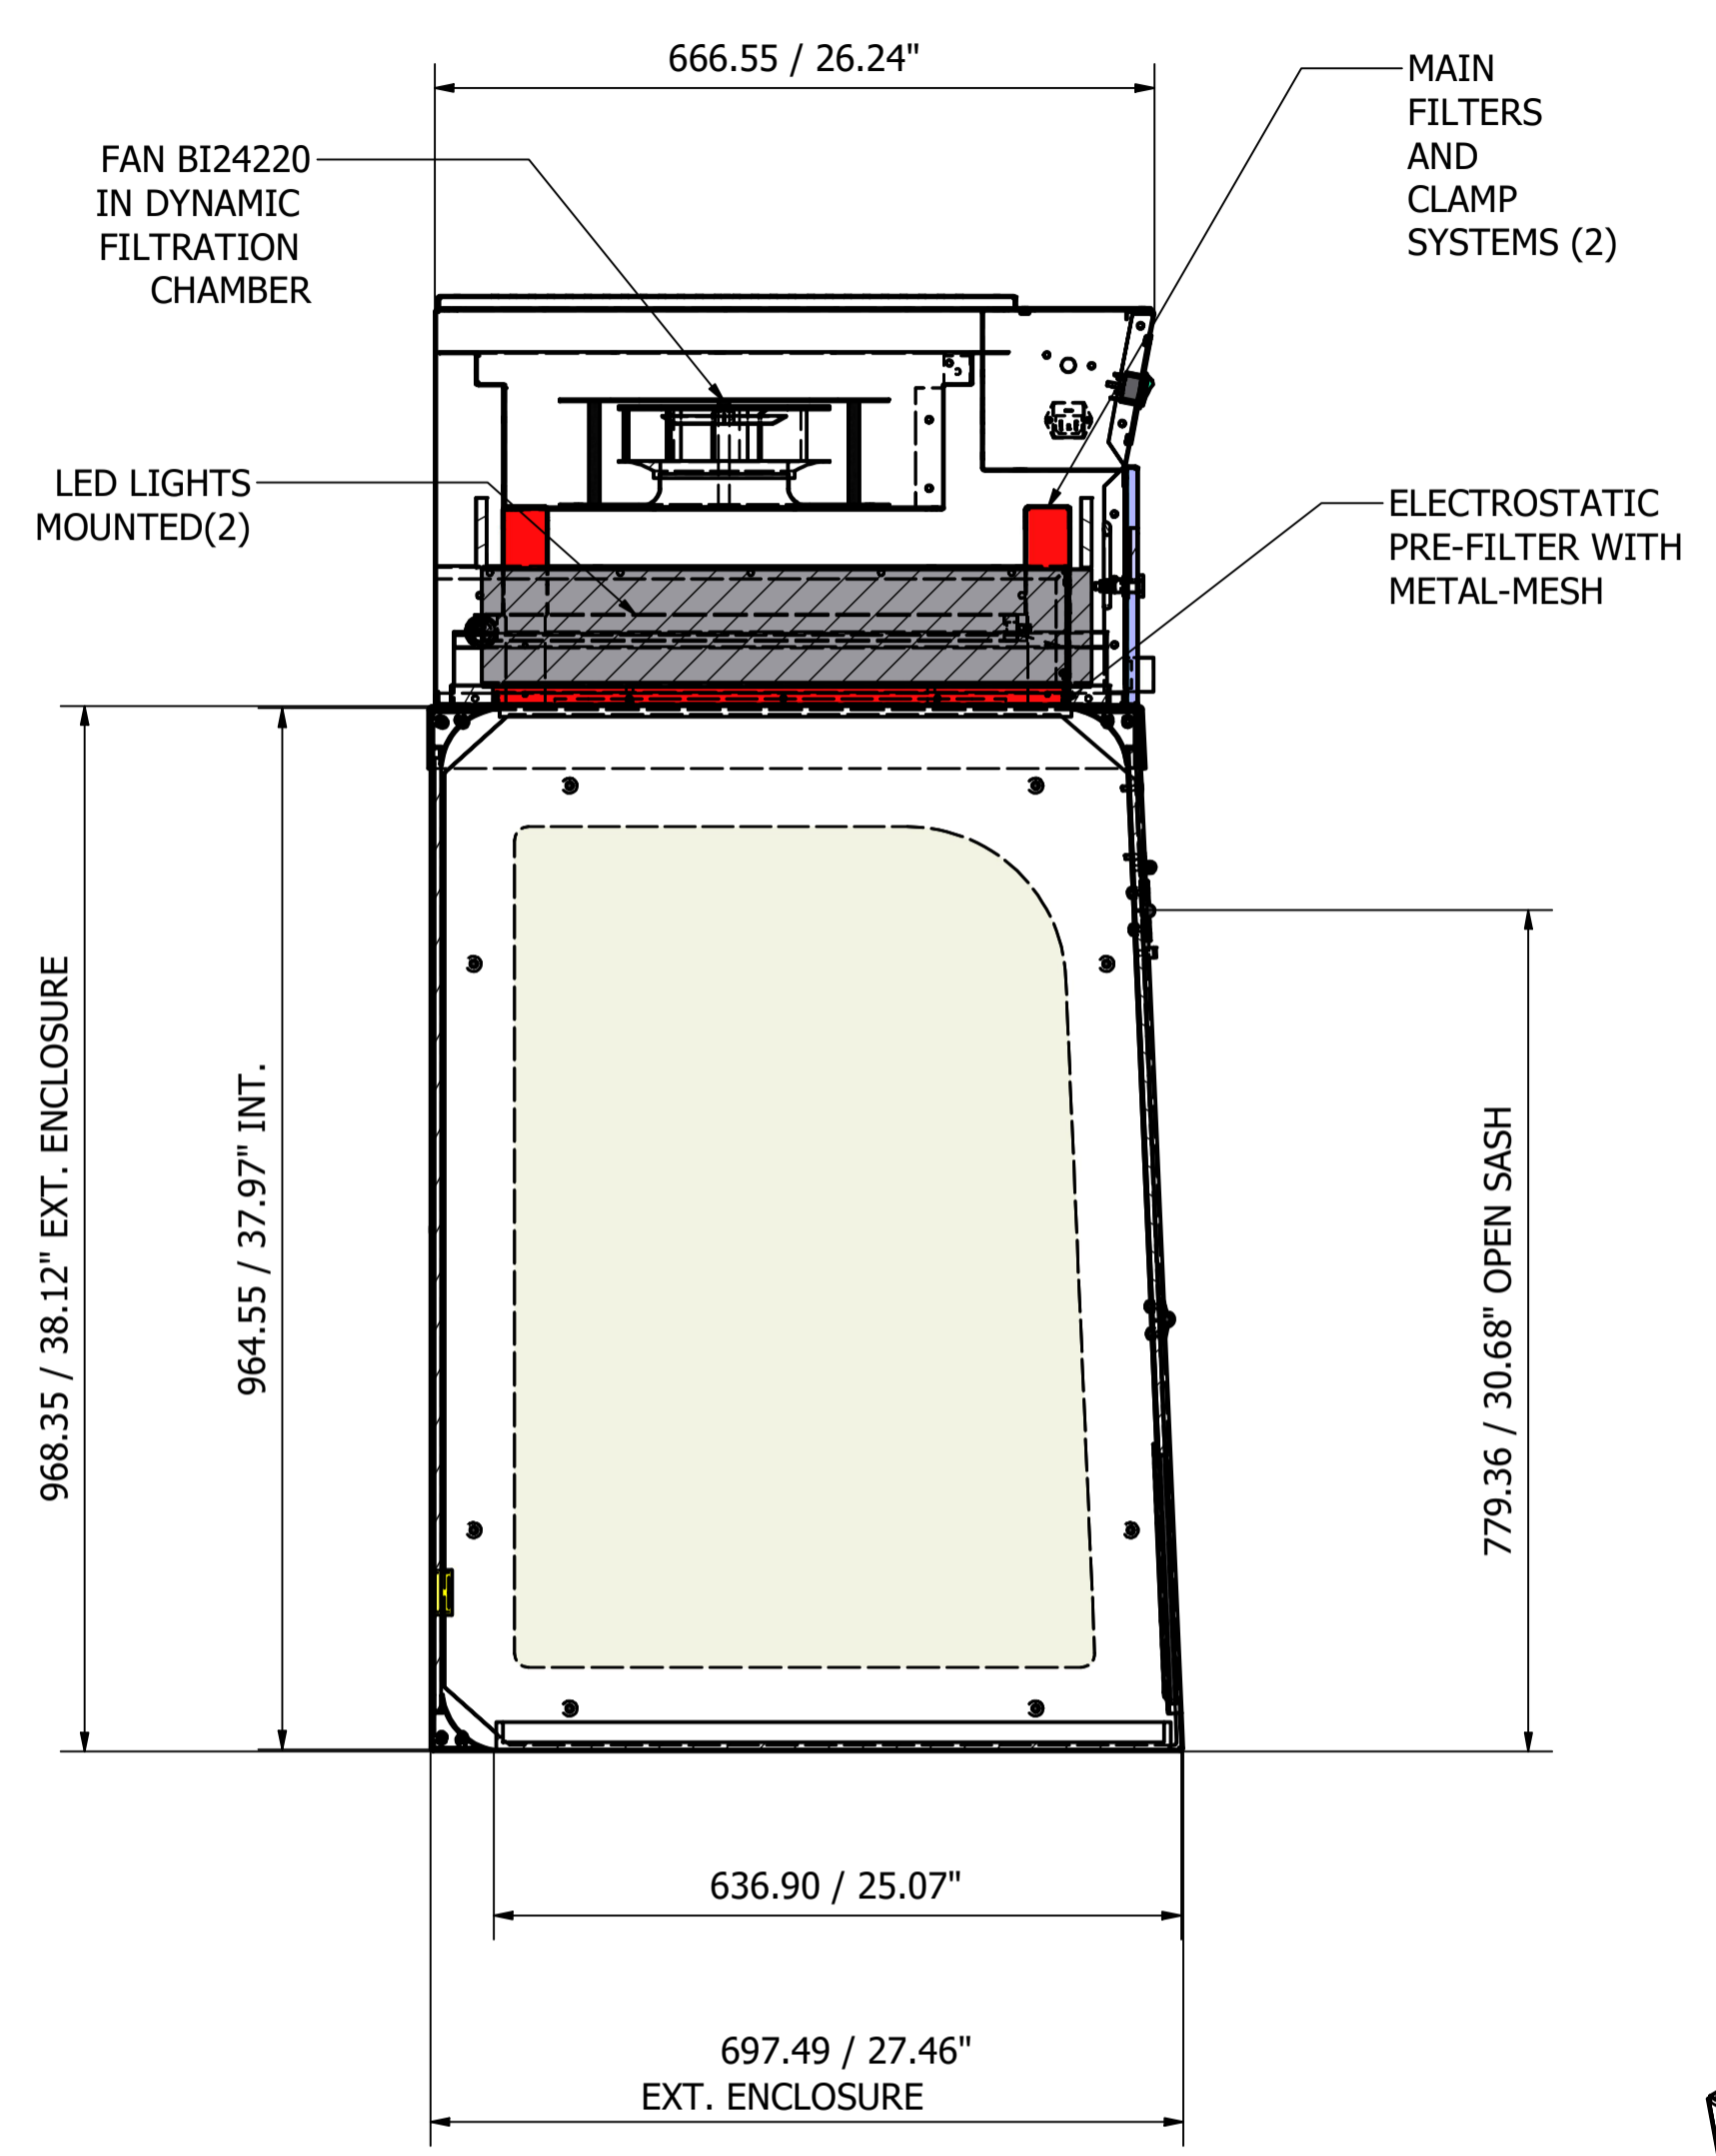 666.55 / 26.24"
MAIN
FILTERS
AND
CLAMP
SYSTEMS (2)
FAN BI24220
IN DYNAMIC
FILTRATION
CHAMBER
LED LIGHTS
MOUNTED(2)
ELECTROSTATIC
PRE-FILTER WITH
METAL-MESH
968.35 / 38.12" EXT. ENCLOSURE
964.55 / 37.97" INT.
779.36 / 30.68" OPEN SASH
636.90 / 25.07"
697.49 / 27.46"
EXT. ENCLOSURE